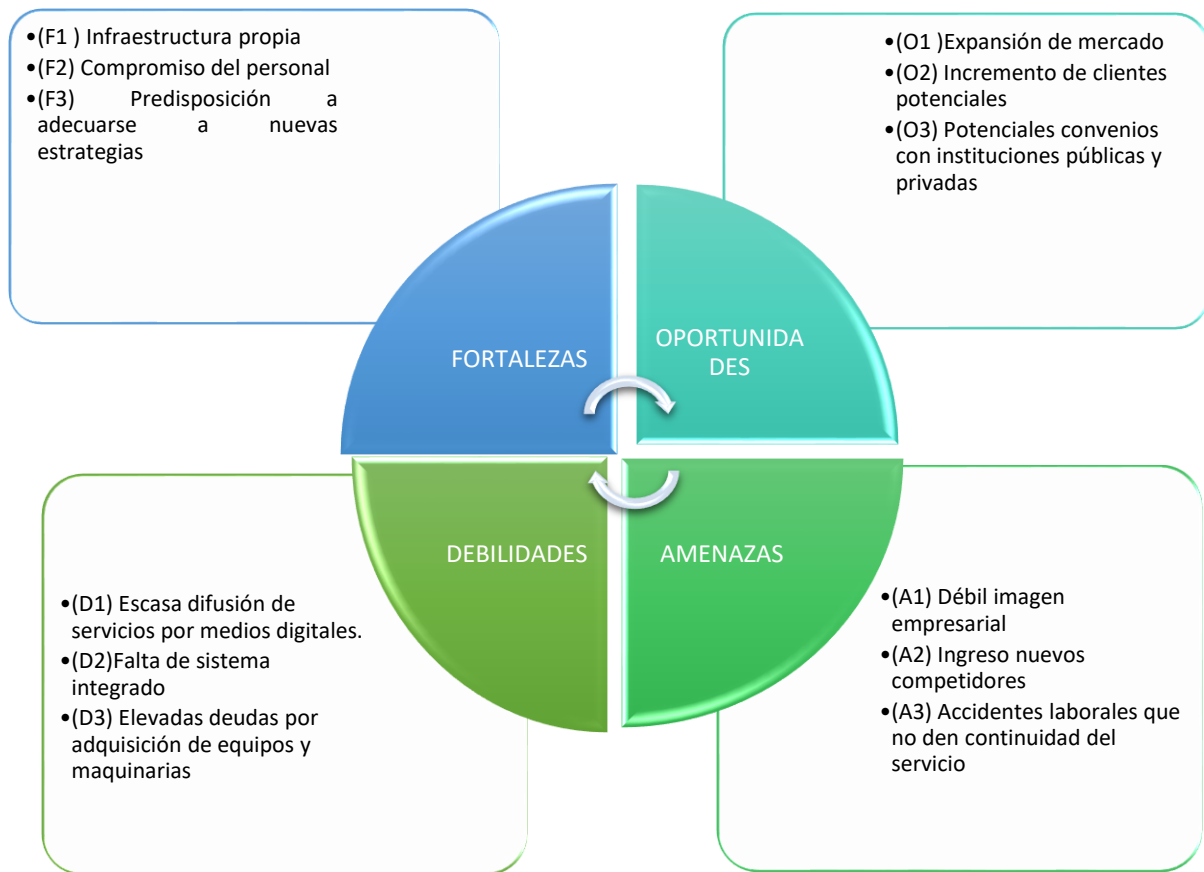 •(F1 ) Infraestructura propia
•(F2) Compromiso del personal
•(F3) Predisposición a
adecuarse a nuevas
estrategias
•(O1 )Expansión de mercado
•(O2) Incremento de clientes
potenciales
•(O3) Potenciales convenios
con instituciones públicas y
privadas
FORTALEZAS
OPORTUNIDA
DES
DEBILIDADES
AMENAZAS
•(D1) Escasa difusión de
servicios por medios digitales.
•(D2)Falta de sistema
integrado
•(D3) Elevadas deudas por
adquisición de equipos y
maquinarias
•(A1) Débil imagen
empresarial
•(A2) Ingreso nuevos
competidores
•(A3) Accidentes laborales que
no den continuidad del
servicio